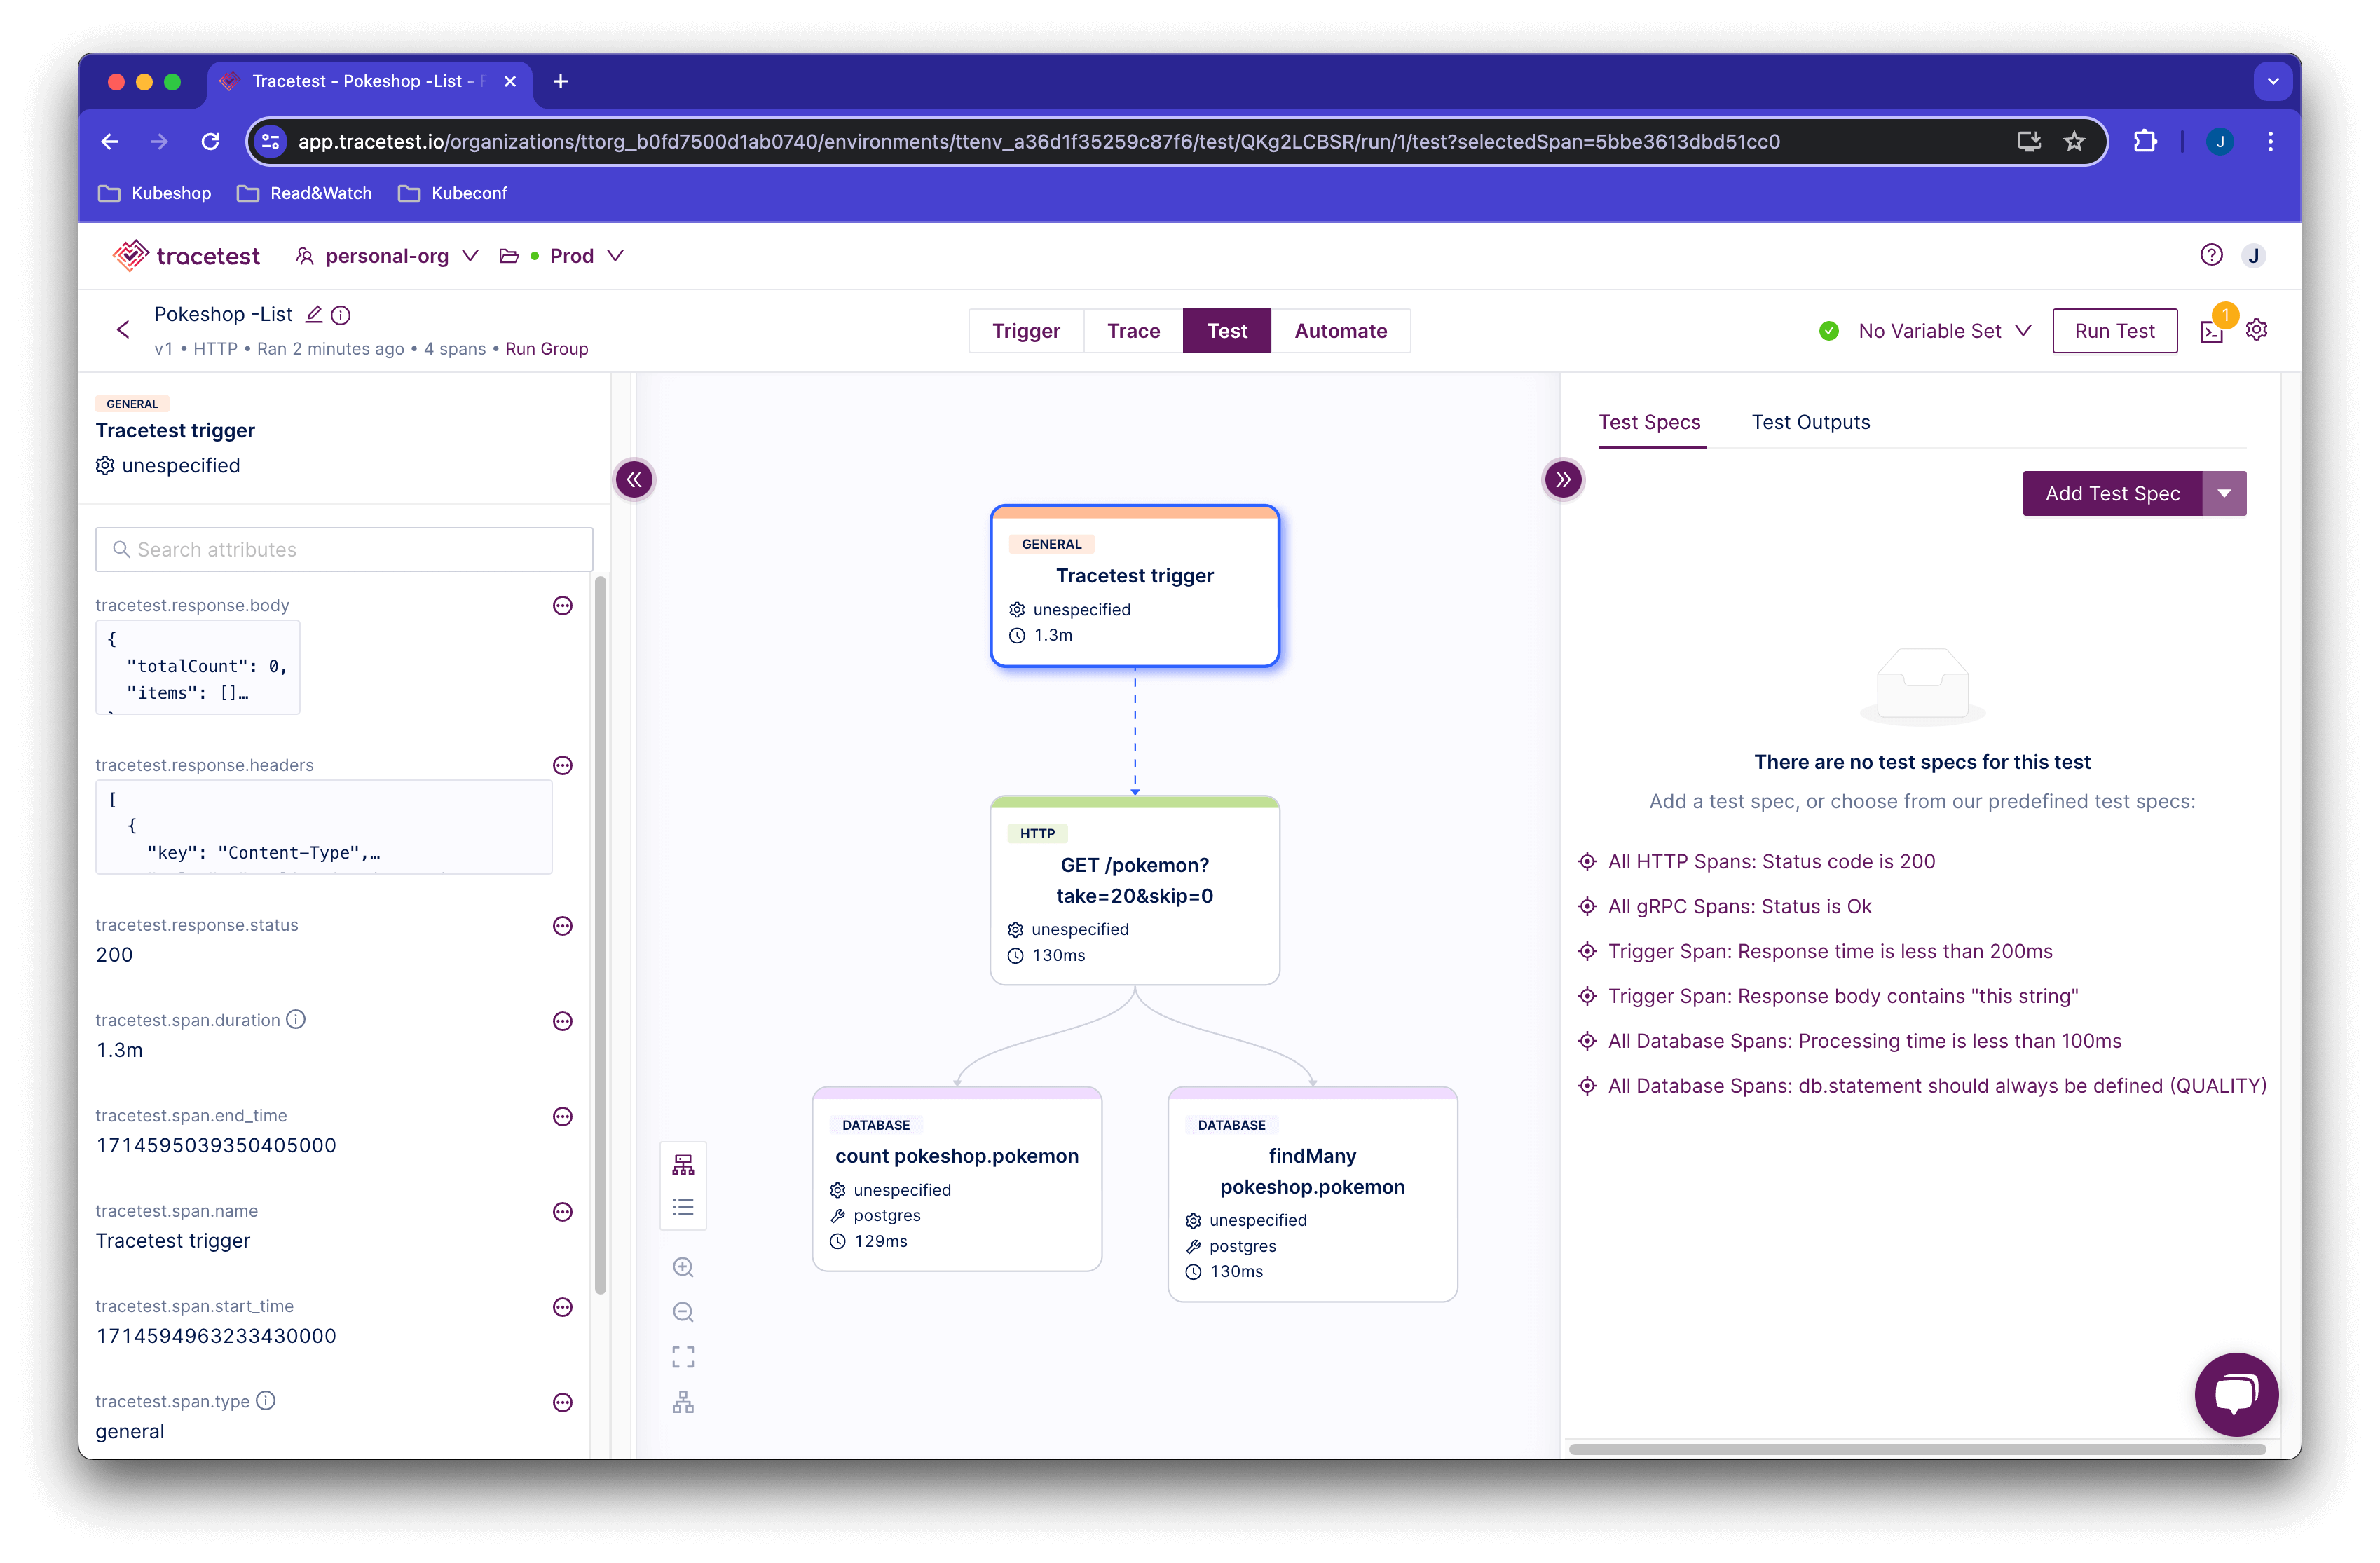 Tracetest - Pokeshop -List -
app.tracetest.io/organizations/ttorg_b0fd7500d1ab0740/environments/ttenv_a36d1f35259c87f6/test/QKg2LCBSR/run/1/test?selectedSpan=5bbe3613dbd51cc0
J
Kubeshop
Read&Watch
Kubeconf
tracetest
personal-org
Prod
J
Pokeshop -List
v1 • HTTP • Ran 2 minutes ago • 4 spans • Run Group
Trigger
Trace
Test
Automate
No Variable Set
Run Test
1
GENERAL
Tracetest trigger
unespecified
Search attributes
tracetest.response.body
{
"totalCount": 0,
"items": []…
tracetest.response.headers
[
{
"key": "Content-Type",…
tracetest.response.status
200
tracetest.span.duration
1.3m
tracetest.span.end_time
1714595039350405000
tracetest.span.name
Tracetest trigger
tracetest.span.start_time
1714594963233430000
tracetest.span.type
general
GENERAL
Tracetest trigger
unespecified
1.3m
HTTP
GET /pokemon?
take=20&skip=0
unespecified
130ms
DATABASE
count pokeshop.pokemon
unespecified
postgres
129ms
DATABASE
findMany
pokeshop.pokemon
unespecified
postgres
130ms
Test Specs
Test Outputs
Add Test Spec
There are no test specs for this test
Add a test spec, or choose from our predefined test specs:
All HTTP Spans: Status code is 200
All gRPC Spans: Status is Ok
Trigger Span: Response time is less than 200ms
Trigger Span: Response body contains "this string"
All Database Spans: Processing time is less than 100ms
All Database Spans: db.statement should always be defined (QUALITY)